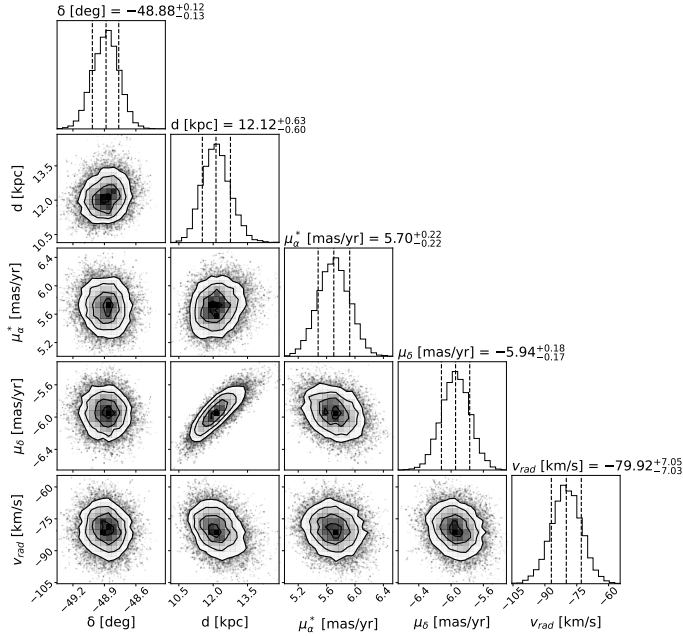 δ [deg] = −48.88+0.12 −0.13
d [kpc] = 12.12+0.63 −0.60
μ*α [mas/yr] = 5.70+0.22 −0.22
μδ [mas/yr] = −5.94+0.18 −0.17
vrad [km/s] = −79.92+7.05 −7.03
d [kpc]
13.5
12.0
10.5
μ*α [mas/yr]
6.4
6.0
5.6
5.2
μδ [mas/yr]
−5.6
−6.0
−6.4
vrad [km/s]
−60
−75
−90
−105
−49.2 −48.9 −48.6
10.5 12.0 13.5
5.2 5.6 6.0 6.4
−6.4 −6.0 −5.6
−105 −90 −75 −60
δ [deg]
d [kpc]
μ*α [mas/yr]
μδ [mas/yr]
vrad [km/s]